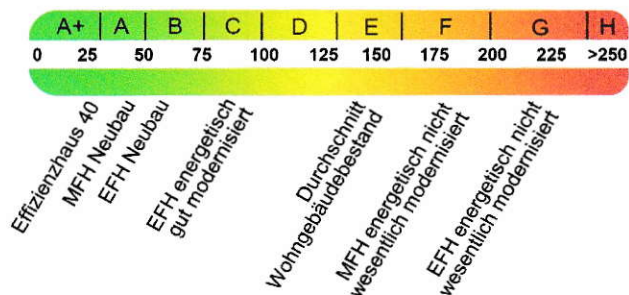 A+ A B C D E F G H
0 25 50 75 100 125 150 175 200 225 >250
Effizienzhaus 40
MFH Neubau
EFH Neubau
EFH energetisch
gut modernisiert
Durchschnitt
Wohngebäudebestand
MFH energetisch nicht
wesentlich modernisiert
EFH energetisch nicht
wesentlich modernisiert